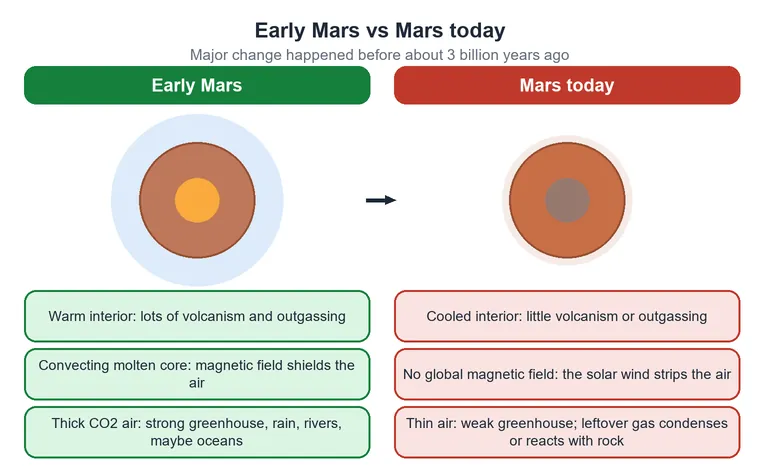 Early Mars vs Mars today
Major change happened before about 3 billion years ago
Early Mars
Mars today
Warm interior: lots of volcanism and outgassing
Cooled interior: little volcanism or outgassing
Convecting molten core: magnetic field shields the
air
No global magnetic field: the solar wind strips the air
Thick CO2 air: strong greenhouse, rain, rivers,
maybe oceans
Thin air: weak greenhouse; leftover gas condenses
or reacts with rock